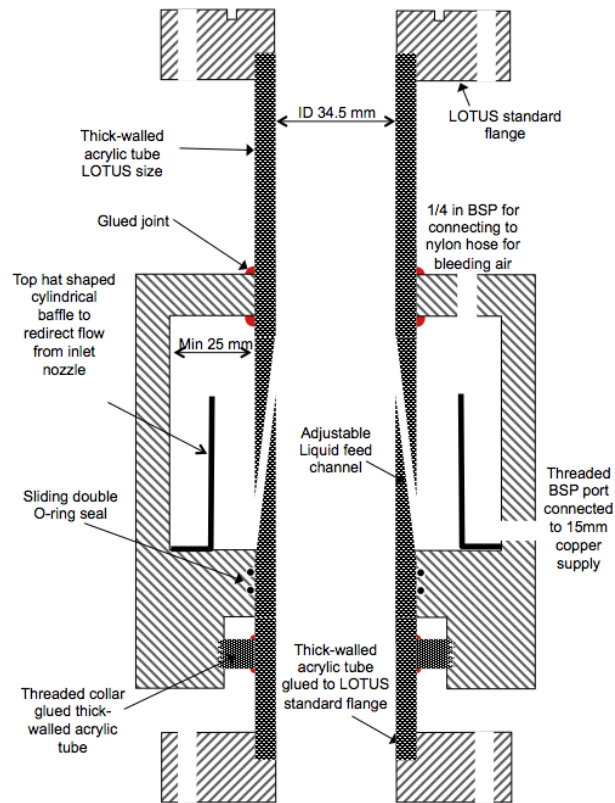 ID 34.5 mm
LOTUS standard
flange
Thick-walled
acrylic tube
LOTUS size
Glued joint
1/4 in BSP for
connecting to
nylon hose for
bleeding air
Top hat shaped
cylindrical
baffle to
redirect flow
from inlet
nozzle
Min 25 mm
Adjustable
Liquid feed
channel
Threaded
BSP port
connected
to 15mm
copper
supply
Sliding double
O-ring seal
Thick-walled
acrylic tube
glued to LOTUS
standard flange
Threaded collar
glued thick-
walled acrylic
tube